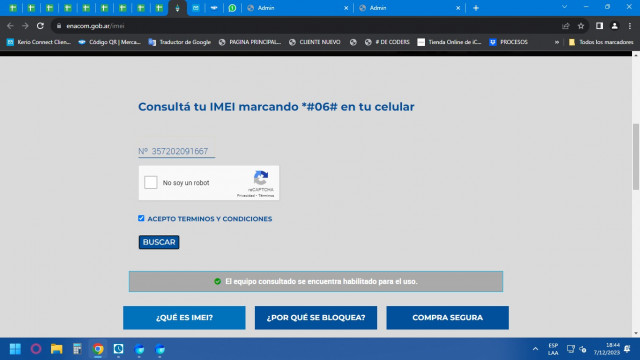 Admin
Admin
enacom.gob.ar/imei
Kerio Connect Clien...
Código QR | Merca...
Traductor de Google
PAGINA PRINCIPAL...
CLIENTE NUEVO
# DE CODERS
Tienda Online de iC...
PROCESOS
»
Todos los marcadores
Consultá tu IMEI marcando *#06# en tu celular
Nº 357202091667
No soy un robot
reCAPTCHA
Privacidad - Términos
ACEPTO TERMINOS Y CONDICIONES
BUSCAR
El equipo consultado se encuentra habilitado para el uso.
¿QUÉ ES IMEI?
¿POR QUÉ SE BLOQUEA?
COMPRA SEGURA
ESP
LAA
18:44
7/12/2023